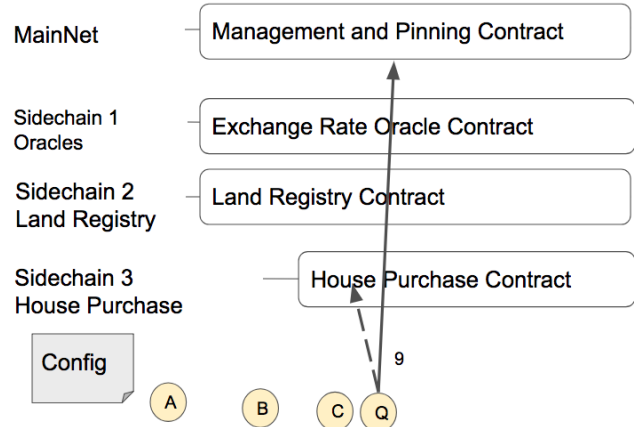 MainNet
Management and Pinning Contract
Sidechain 1
Oracles
Exchange Rate Oracle Contract
Sidechain 2
Land Registry
Land Registry Contract
Sidechain 3
House Purchase
House Purchase Contract
9
Config
A
B
C
Q